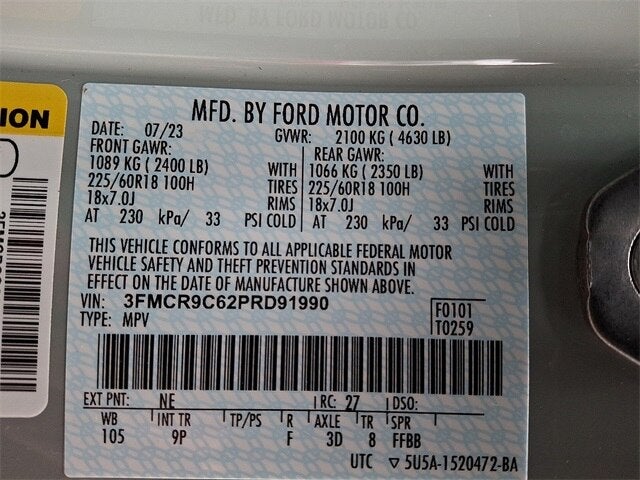 ION
MFD. BY FORD MOTOR CO.
DATE: 07/23 GVWR: 2100 KG ( 4630 LB)
FRONT GAWR: REAR GAWR:
1089 KG ( 2400 LB) WITH 1066 KG ( 2350 LB) WITH
225/60R18 100H TIRES 225/60R18 100H TIRES
18x7.0J RIMS 18x7.0J RIMS
AT 230 kPa/ 33 PSI COLD AT 230 kPa/ 33 PSI COLD
THIS VEHICLE CONFORMS TO ALL APPLICABLE FEDERAL MOTOR
VEHICLE SAFETY AND THEFT PREVENTION STANDARDS IN
EFFECT ON THE DATE OF MANUFACTURE SHOWN ABOVE.
VIN: 3FMCR9C62PRD91990 F0101
TYPE: MPV T0259
EXT PNT: NE RC: 27 DSO:
WB INT TR TP/PS R AXLE TR SPR
105 9P F 3D 8 FFBB
UTC ▽ 5U5A-1520472-BA